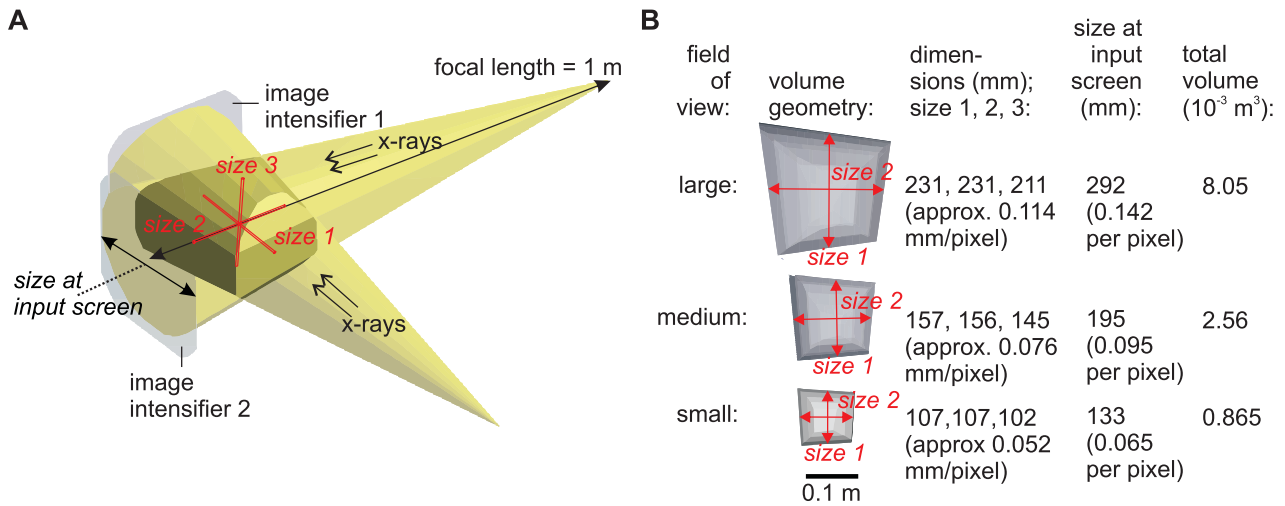 A
focal length = 1 m
image
intensifier 1
x-rays
size 3
size 2
size 1
size at
input screen
x-rays
image
intensifier 2
B
field
of
view:
volume
geometry:
dimen-
sions (mm);
size 1, 2, 3:
size at
input
screen
(mm):
total
volume
(10⁻³ m³):
large:
size 2
size 1
231, 231, 211
(approx. 0.114
mm/pixel)
292
(0.142
per pixel)
8.05
medium:
size 2
size 1
157, 156, 145
(approx. 0.076
mm/pixel)
195
(0.095
per pixel)
2.56
small:
size 2
size 1
107,107,102
(approx 0.052
mm/pixel)
133
(0.065
per pixel)
0.865
0.1 m